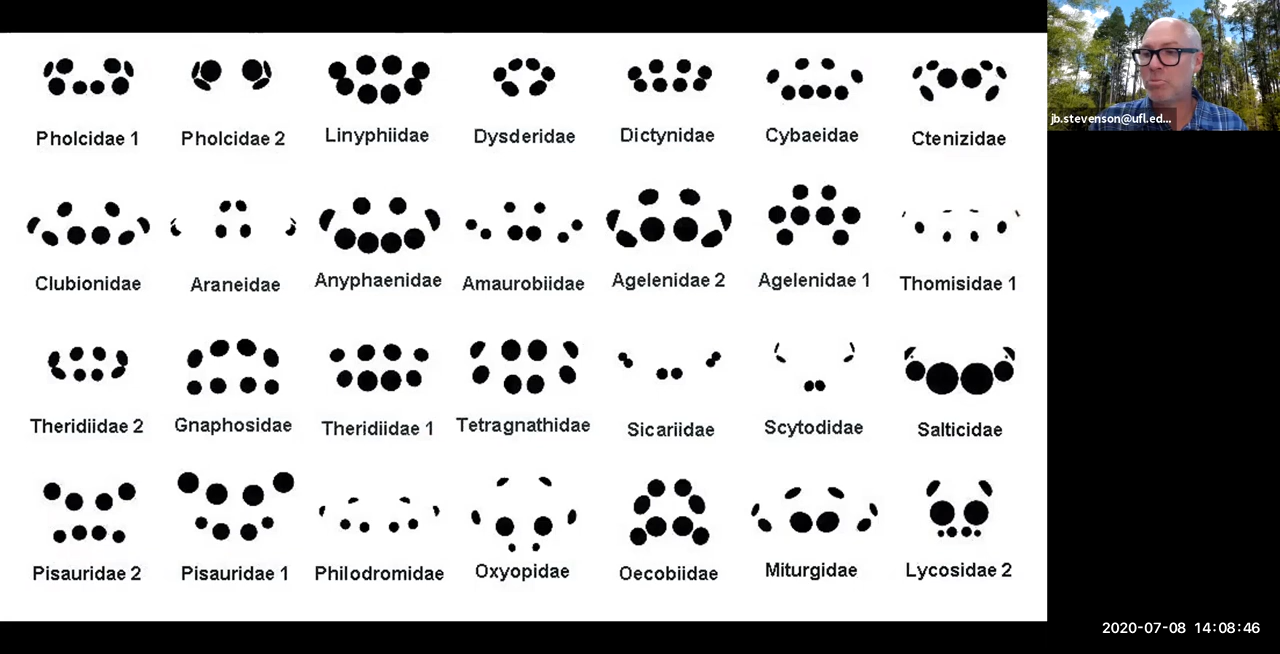 jb.stevenson@ufl.ed...
Pholcidae 1 Pholcidae 2 Linyphiidae Dysderidae Dictynidae Cybaeidae Ctenizidae
Clubionidae Araneidae Anyphaenidae Amaurobiidae Agelenidae 2 Agelenidae 1 Thomisidae 1
Theridiidae 2 Gnaphosidae Theridiidae 1 Tetragnathidae Sicariidae Scytodidae Salticidae
Pisauridae 2 Pisauridae 1 Philodromidae Oxyopidae Oecobiidae Miturgidae Lycosidae 2
2020-07-08 14:08:46